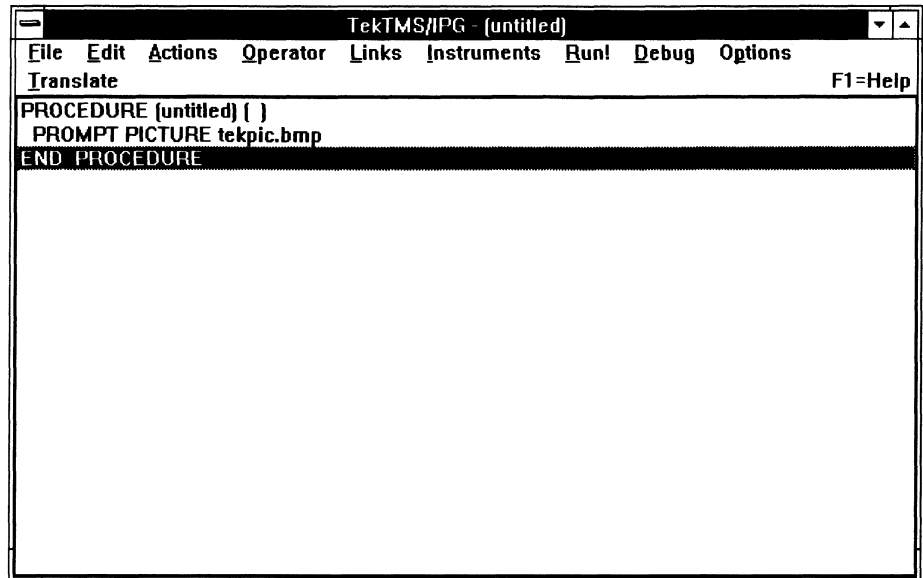 TekTMS/IPG - (untitled)
File Edit Actions Operator Links Instruments Run! Debug Options
Translate F1=Help
PROCEDURE (untitled) ( )
PROMPT PICTURE tekpic.bmp
END PROCEDURE